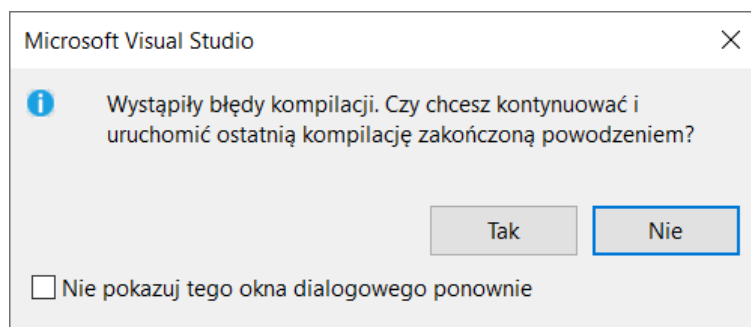 Microsoft Visual Studio
Wystąpiły błędy kompilacji. Czy chcesz kontynuować i
uruchomić ostatnią kompilację zakończoną powodzeniem?
Tak
Nie
Nie pokazuj tego okna dialogowego ponownie